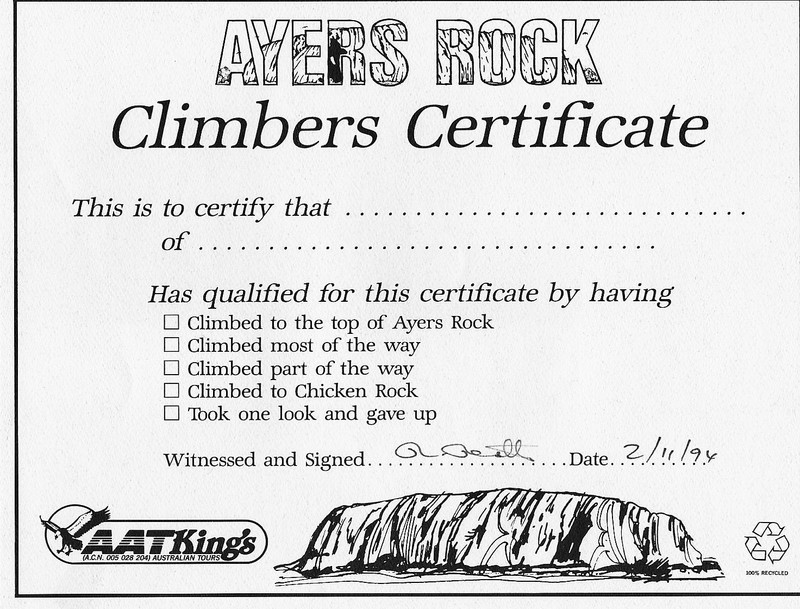 AYERS ROCK
Climbers Certificate
This is to certify that ..............................
of ..................................
Has qualified for this certificate by having
☐ Climbed to the top of Ayers Rock
☐ Climbed most of the way
☐ Climbed part of the way
☐ Climbed to Chicken Rock
☐ Took one look and gave up
Witnessed and Signed.....................Date. 2/11/94
AAT King's
(A.C.N. 005 028 204) AUSTRALIAN TOURS
100% RECYCLED